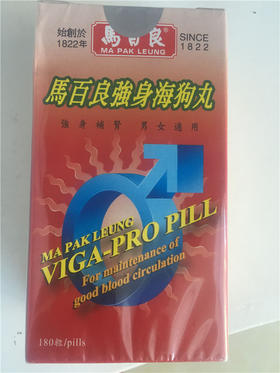 始創於
1822年
馬百良
MA PAK LEUNG
SINCE
1822
馬百良強身海狗丸
強身補腎 男女適用
MA PAK LEUNG
VIGA-PRO PILL
For maintenance of
good blood circulation
180粒/pills